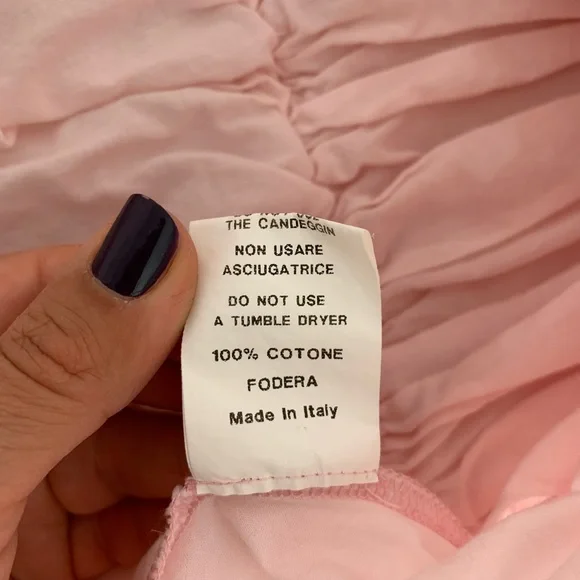 THE CANDEGGIN
NON USARE
ASCIUGATRICE
DO NOT USE
A TUMBLE DRYER
100% COTONE
FODERA
Made In Italy